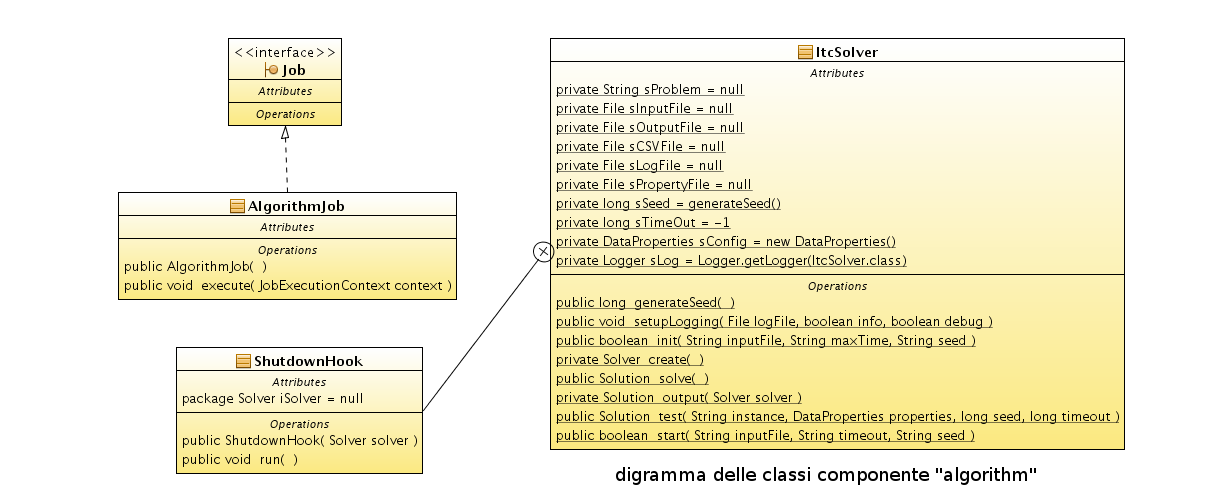 <<interface>>
Job
Attributes
Operations
AlgorithmJob
Attributes
Operations
public AlgorithmJob(  )
public void  execute( JobExecutionContext context )
ShutdownHook
Attributes
package Solver iSolver = null
Operations
public ShutdownHook( Solver solver )
public void  run(  )
ItcSolver
Attributes
private String sProblem = null
private File sInputFile = null
private File sOutputFile = null
private File sCSVFile = null
private File sLogFile = null
private File sPropertyFile = null
private long sSeed = generateSeed()
private long sTimeOut = -1
private DataProperties sConfig = new DataProperties()
private Logger sLog = Logger.getLogger(ItcSolver.class)
Operations
public long  generateSeed(  )
public void  setupLogging( File logFile, boolean info, boolean debug )
public boolean  init( String inputFile, String maxTime, String seed )
private Solver  create(  )
public Solution  solve(  )
private Solution  output( Solver solver )
public Solution  test( String instance, DataProperties properties, long seed, long timeout )
public boolean  start( String inputFile, String timeout, String seed )
digramma delle classi componente "algorithm"